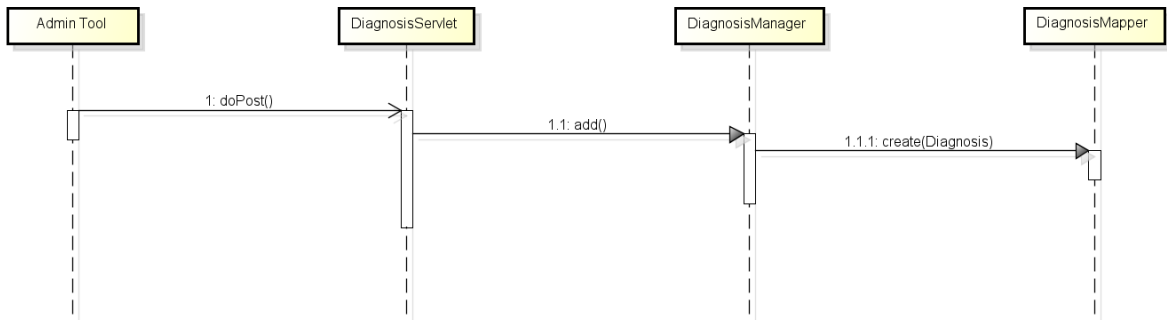 Admin Tool
DiagnosisServlet
DiagnosisManager
DiagnosisMapper
1: doPost()
1.1: add()
1.1.1: create(Diagnosis)